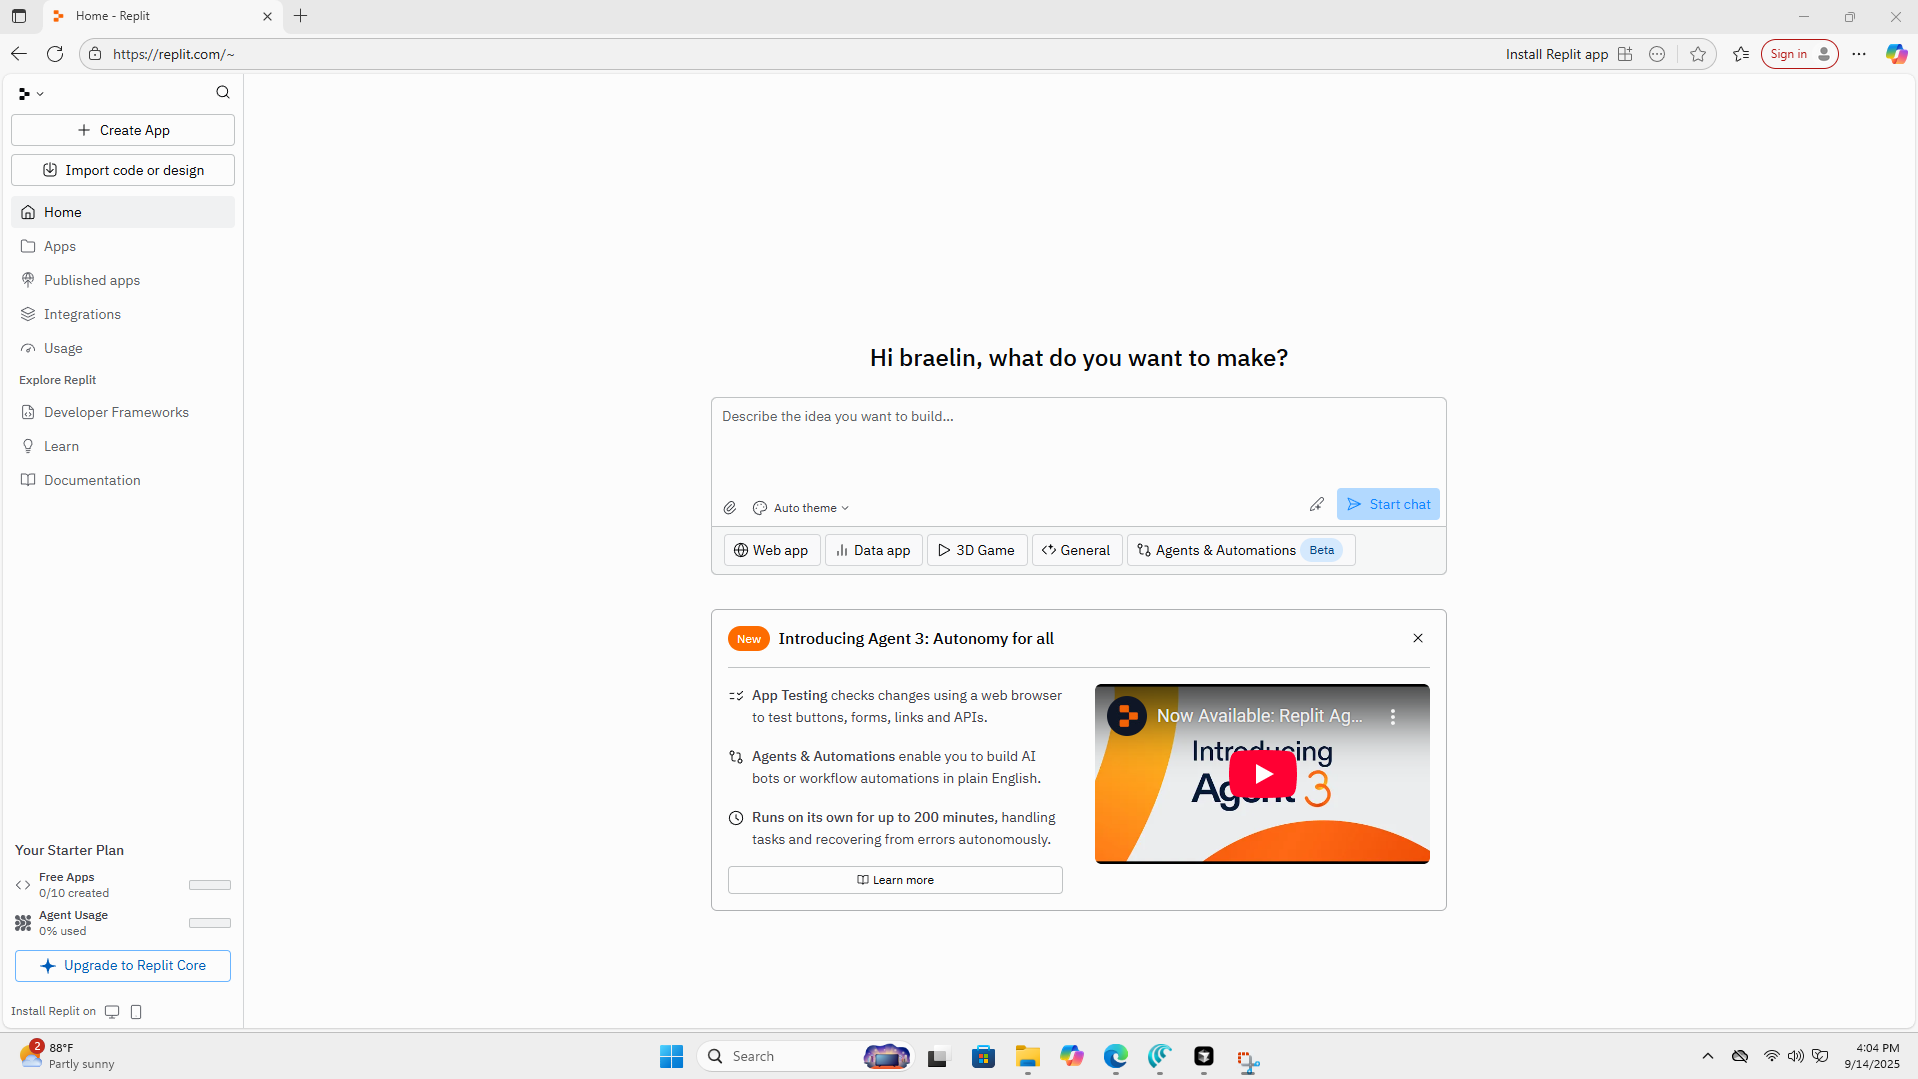 Home - Replit
https://replit.com/~
Install Replit app
Sign in
Create App
Import code or design
Home
Apps
Published apps
Integrations
Usage
Explore Replit
Developer Frameworks
Learn
Documentation
Your Starter Plan
Free Apps
0/10 created
Agent Usage
0% used
Upgrade to Replit Core
Install Replit on
Hi braelin, what do you want to make?
Describe the idea you want to build...
Auto theme
Start chat
Web app
Data app
3D Game
General
Agents & Automations Beta
New Introducing Agent 3: Autonomy for all
App Testing checks changes using a web browser
to test buttons, forms, links and APIs.
Agents & Automations enable you to build AI
bots or workflow automations in plain English.
Runs on its own for up to 200 minutes, handling
tasks and recovering from errors autonomously.
Learn more
Now Available: Replit Ag...
Introducing
Agent 3
2
88°F
Partly sunny
Search
4:04 PM
9/14/2025